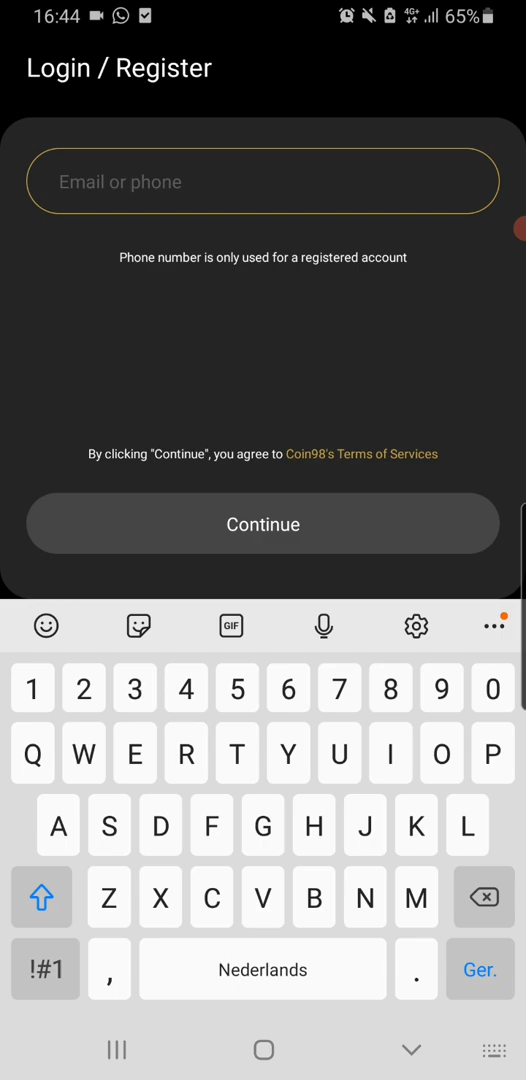 16:44 4G+ 65%
Login / Register
Email or phone
Phone number is only used for a registered account
By clicking "Continue", you agree to Coin98's Terms of Services
Continue
GIF
1 2 3 4 5 6 7 8 9 0
Q W E R T Y U I O P
A S D F G H J K L
Z X C V B N M
!#1 , Nederlands . Ger.